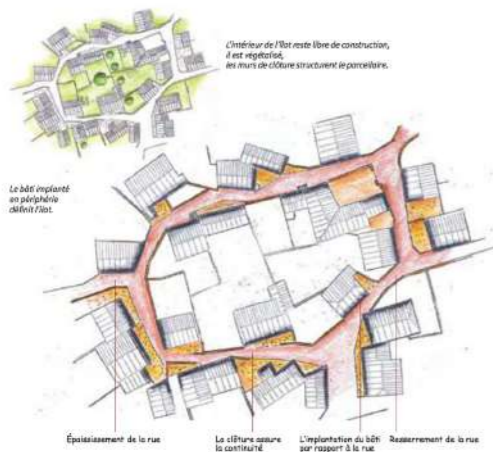 L'intérieur de l'îlot reste libre de construction,
il est végétalisé,
les murs de clôture structurent le parcellaire.
Le bâti implanté
en périphérie
définit l'îlot.
Épaississement de la rue
La clôture assure
la continuité
L'implantation du bâti
par rapport à la rue
Resserrement de la rue